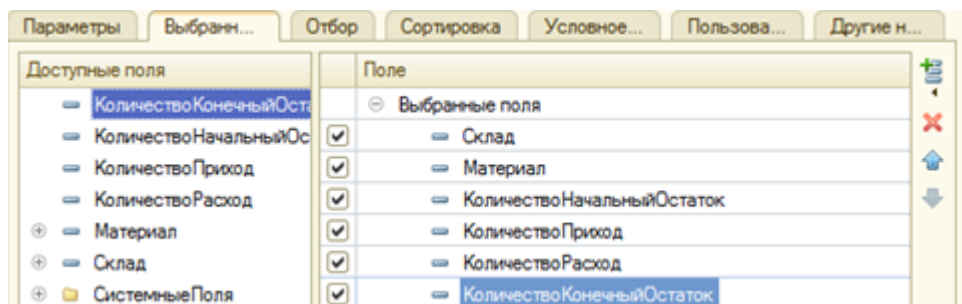 Параметры Выбранн... Отбор Сортировка Условное... Пользова... Другие н...
Доступные поля Поле
КоличествоКонечныйОста Выбранные поля
КоличествоНачальныйОс Склад
КоличествоПриход Материал
КоличествоРасход КоличествоНачальныйОстаток
Материал КоличествоПриход
Склад КоличествоРасход
СистемныеПоля КоличествоКонечныйОстаток